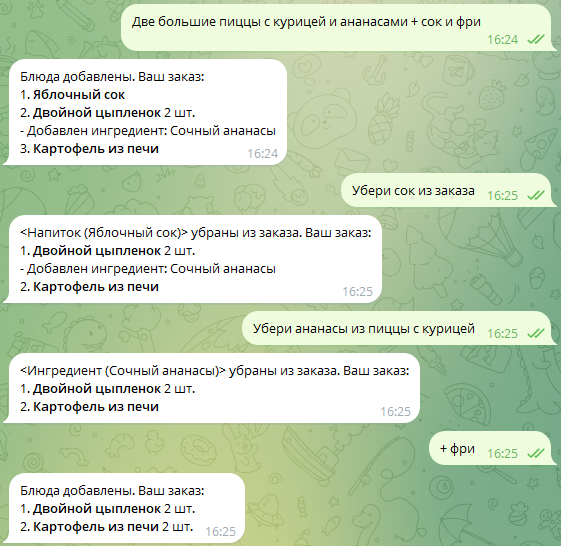 Две большие пиццы с курицей и ананасами + сок и фри
16:24
Блюда добавлены. Ваш заказ:
1. Яблочный сок
2. Двойной цыпленок 2 шт.
- Добавлен ингредиент: Сочный ананасы
3. Картофель из печи
16:24
Убери сок из заказа
16:25
<Напиток (Яблочный сок)> убраны из заказа. Ваш заказ:
1. Двойной цыпленок 2 шт.
- Добавлен ингредиент: Сочный ананасы
2. Картофель из печи
16:25
Убери ананасы из пиццы с курицей
16:25
<Ингредиент (Сочный ананасы)> убраны из заказа. Ваш заказ:
1. Двойной цыпленок 2 шт.
2. Картофель из печи
16:25
+ фри
16:25
Блюда добавлены. Ваш заказ:
1. Двойной цыпленок 2 шт.
2. Картофель из печи 2 шт.
16:25